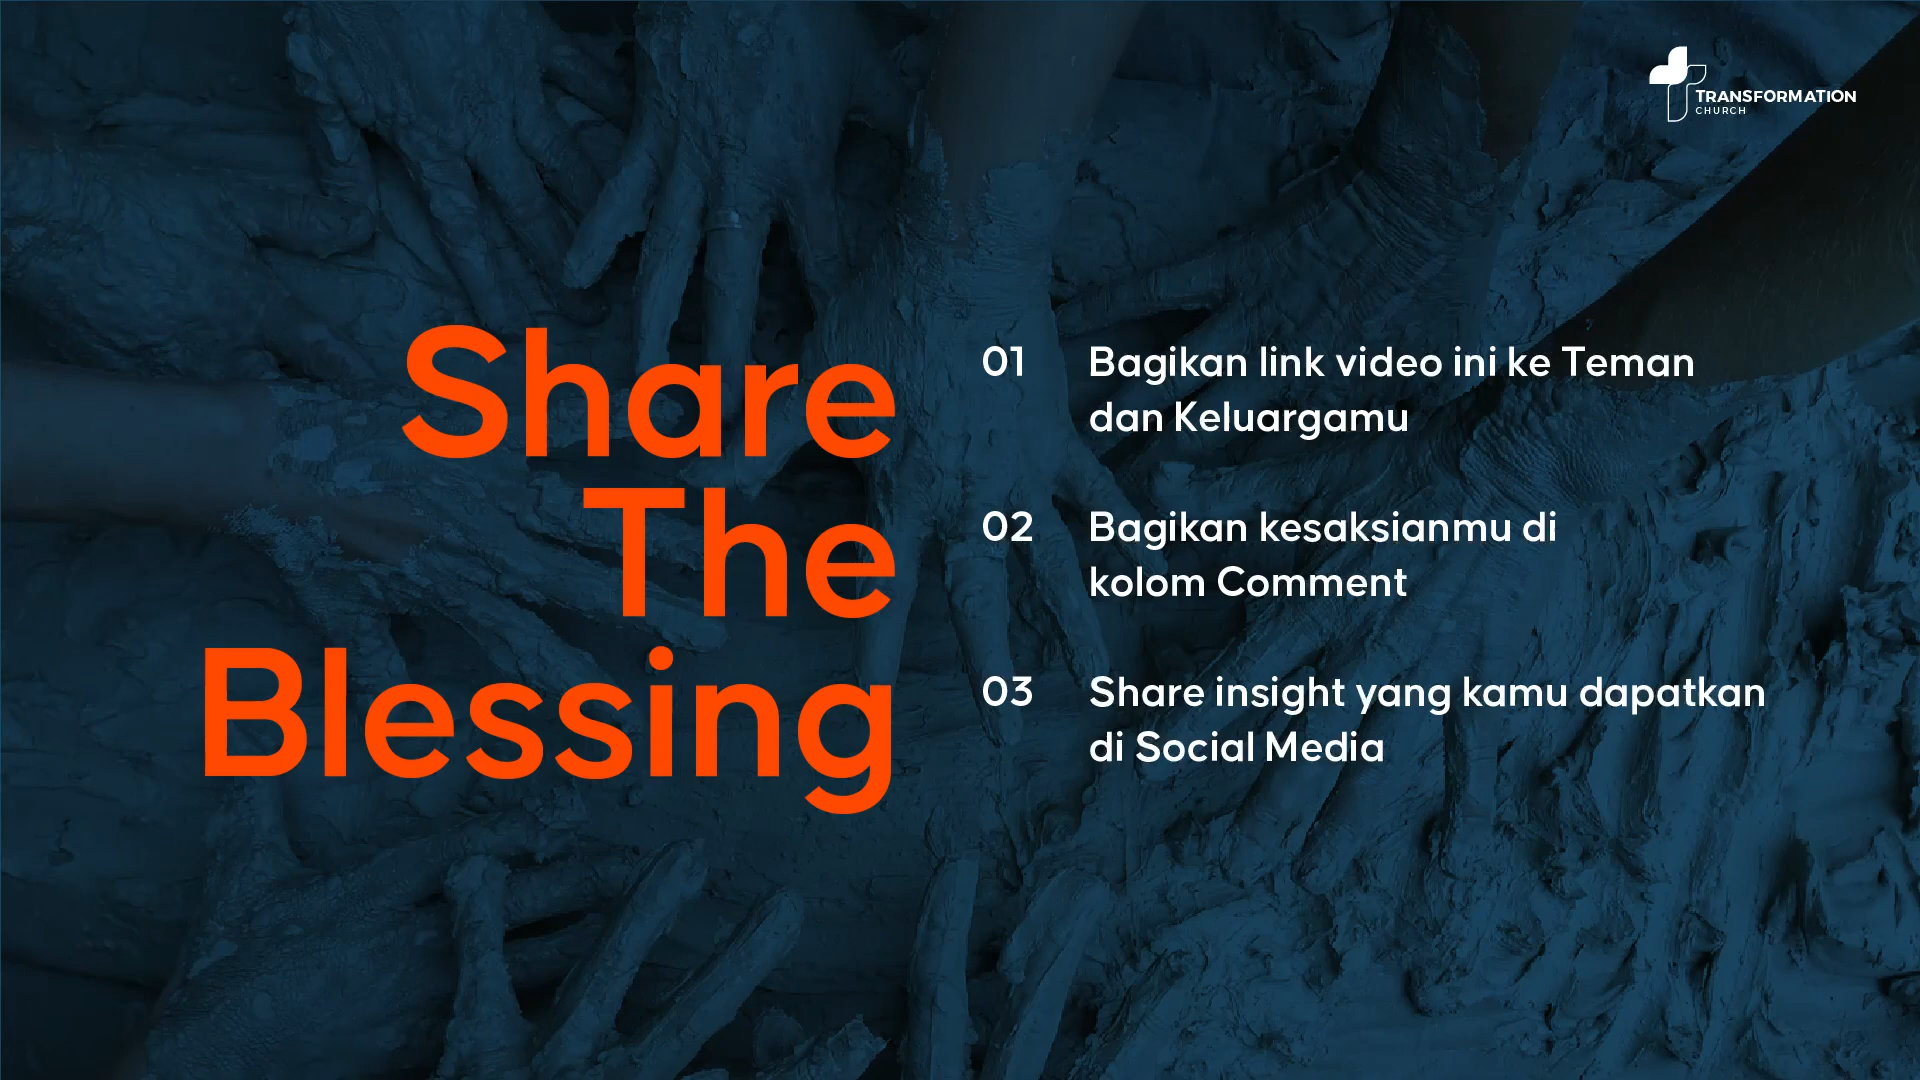 TRANSFORMATION
CHURCH
Share
The
Blessing
01 Bagikan link video ini ke Teman
dan Keluargamu
02 Bagikan kesaksianmu di
kolom Comment
03 Share insight yang kamu dapatkan
di Social Media